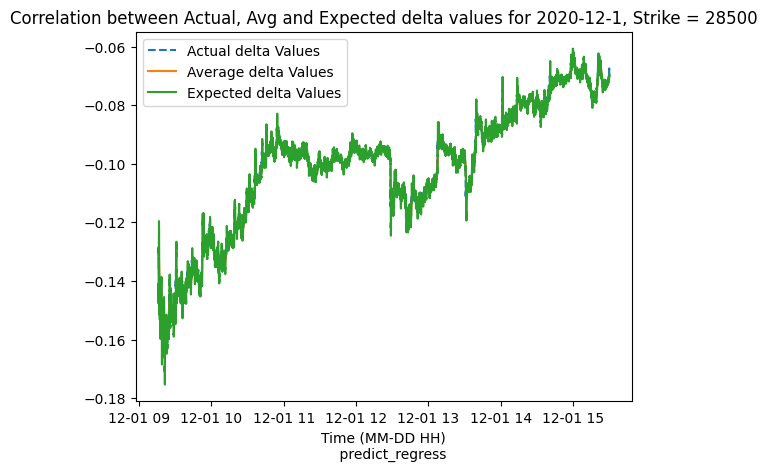 Correlation between Actual, Avg and Expected delta values for 2020-12-1, Strike = 28500
Actual delta Values
Average delta Values
Expected delta Values
−0.06
−0.08
−0.10
−0.12
−0.14
−0.16
−0.18
12-01 09 12-01 10 12-01 11 12-01 12 12-01 13 12-01 14 12-01 15
Time (MM-DD HH)
predict_regress